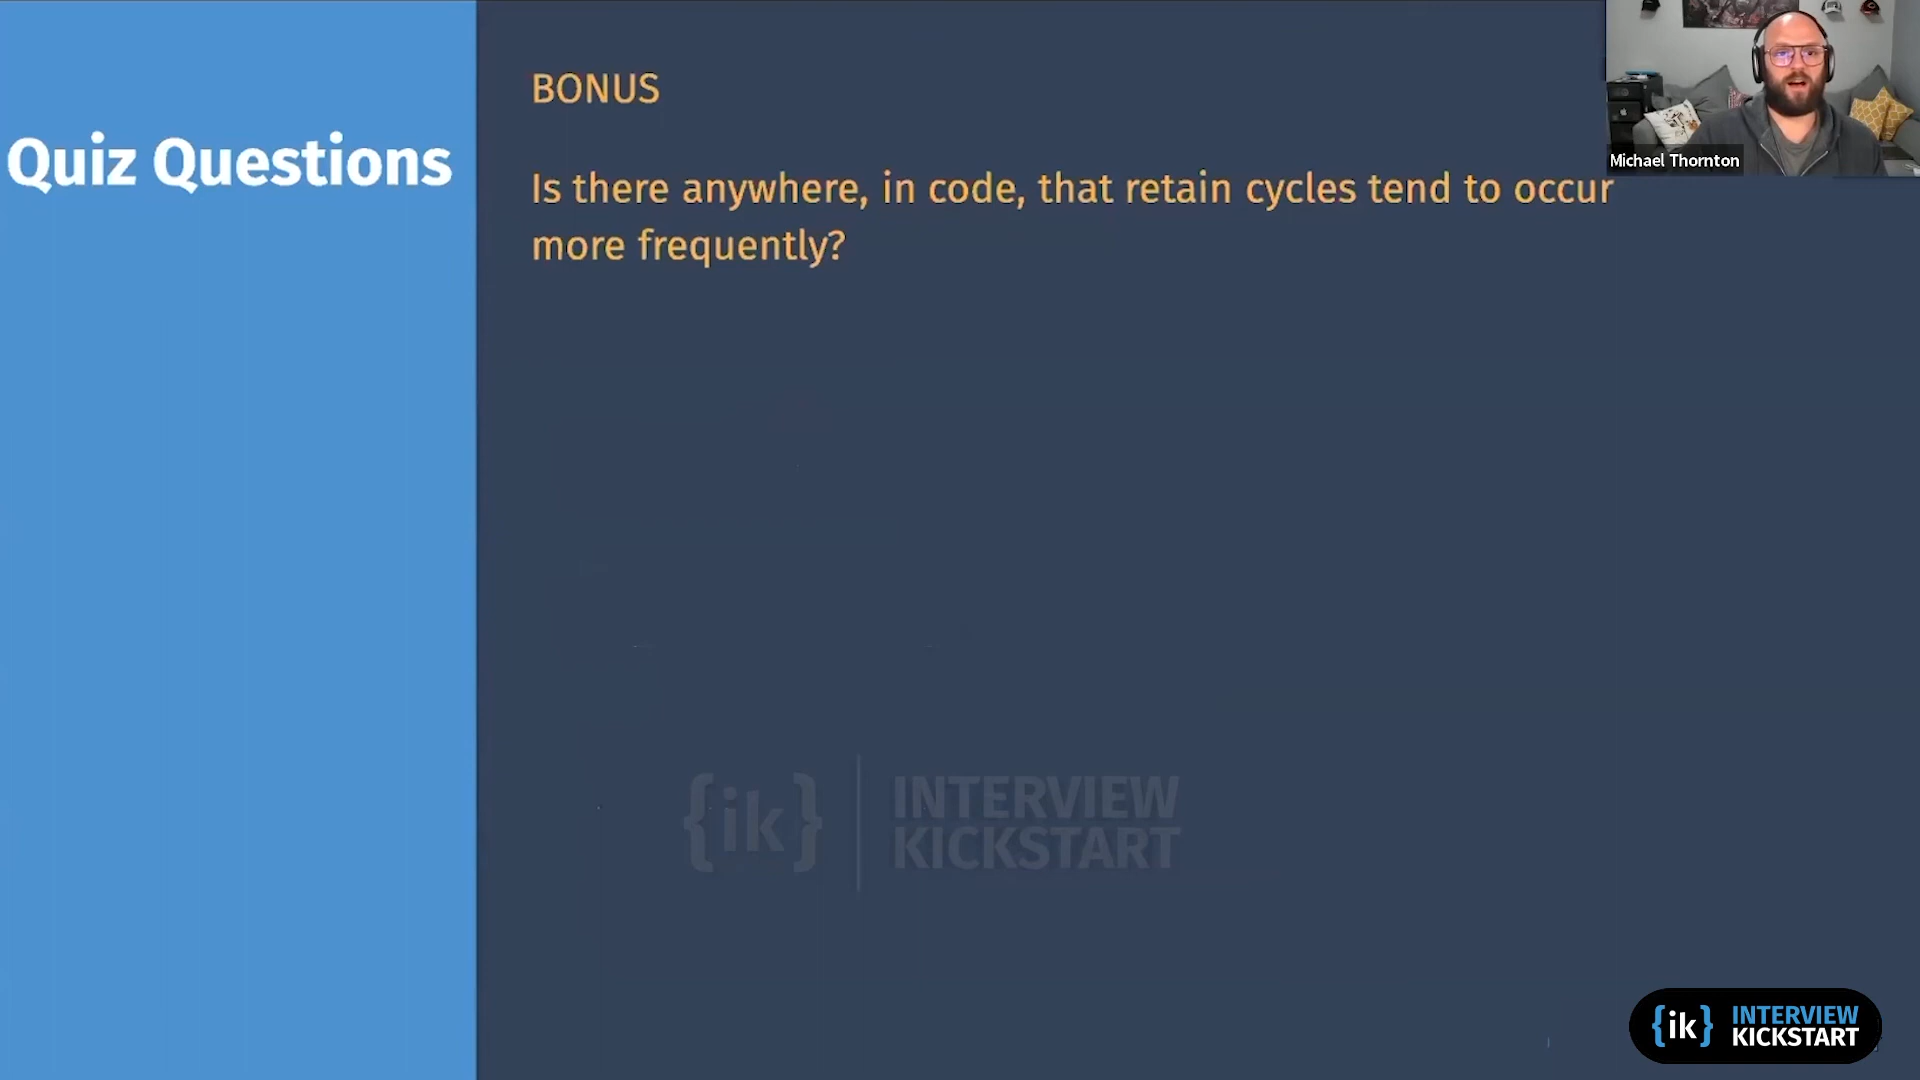 Quiz Questions
BONUS
Is there anywhere, in code, that retain cycles tend to occur
more frequently?
Michael Thornton
{ik} INTERVIEW
KICKSTART
{ik} INTERVIEW
KICKSTART